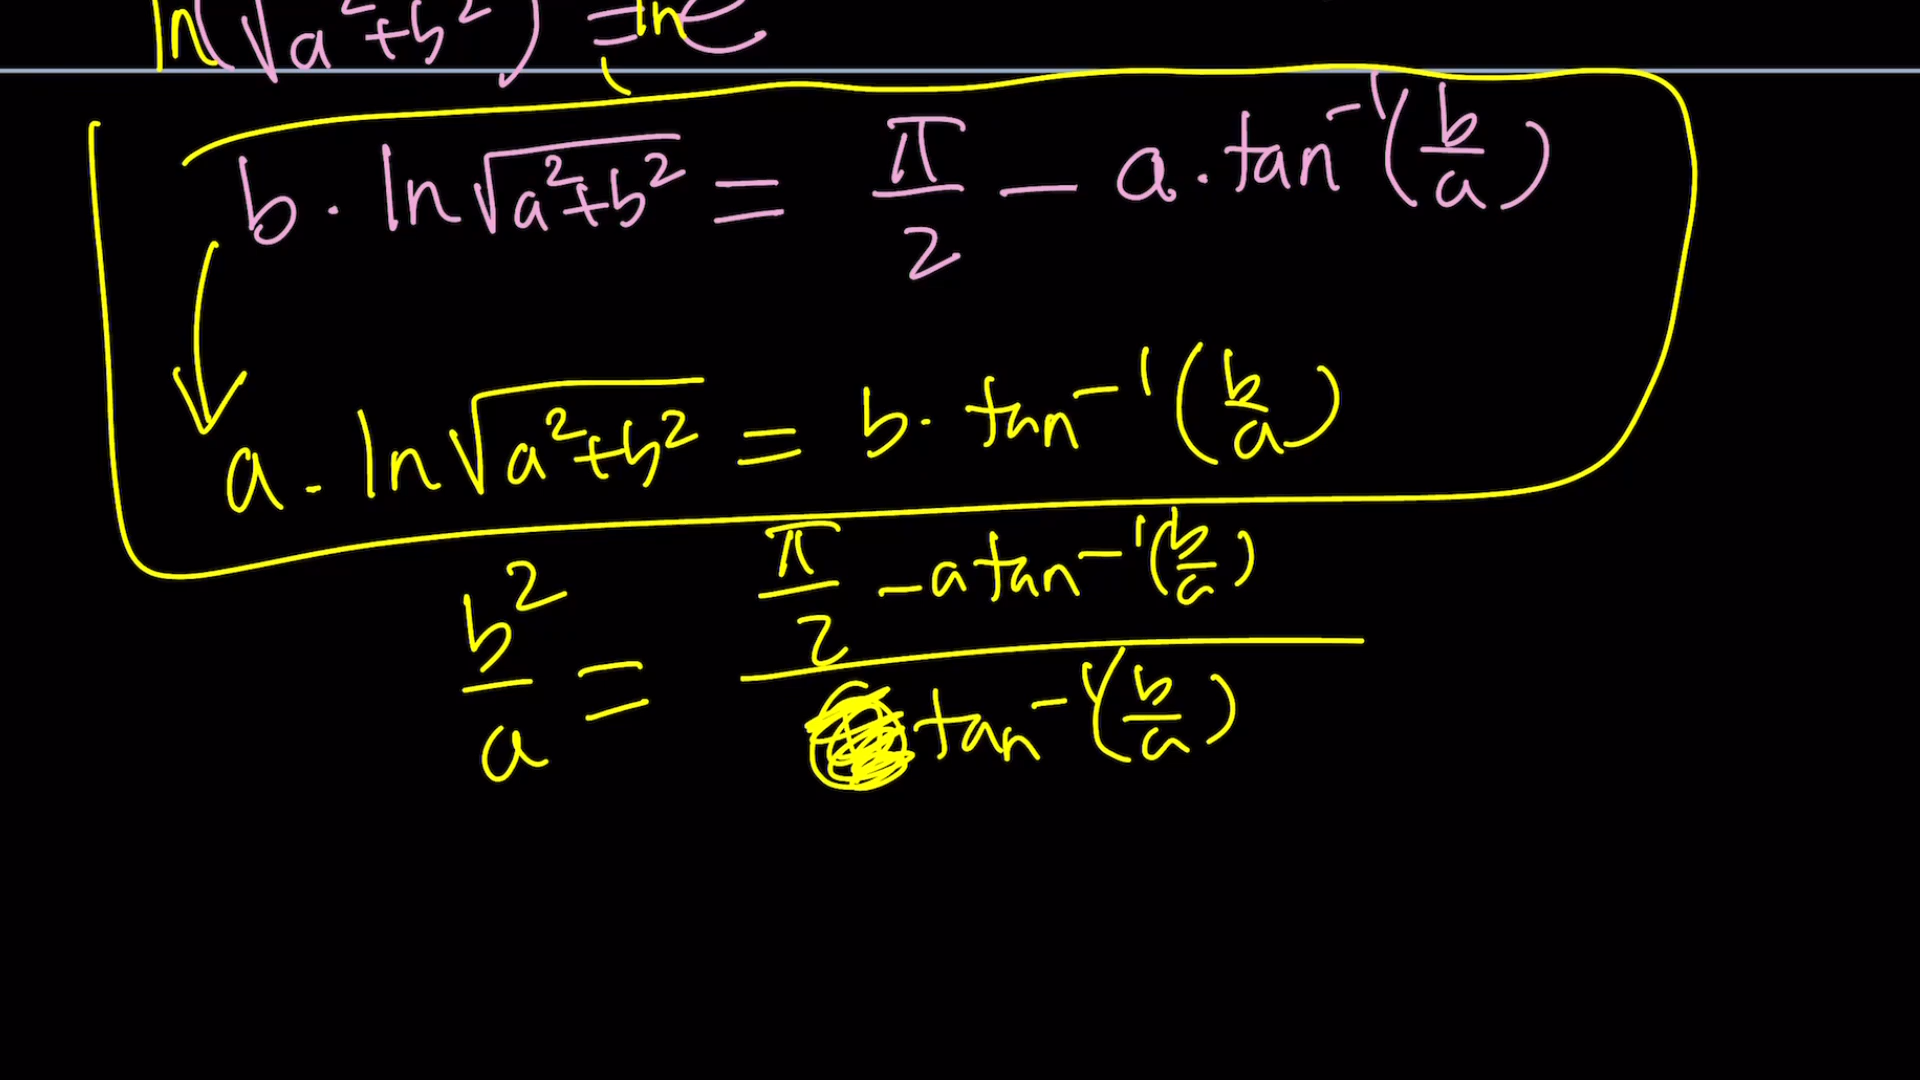 ln(√a²+b²) = ln e
b · ln√a²+b² = π/2 - a · tan⁻¹(b/a)
a · ln√a²+b² = b · tan⁻¹(b/a)
b²/a = (π/2 - a tan⁻¹(b/a))/(tan⁻¹(b/a))